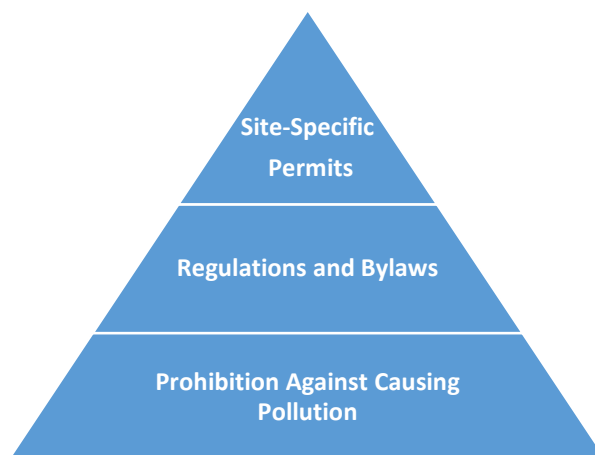 Site-Specific
Permits
Regulations and Bylaws
Prohibition Against Causing
Pollution